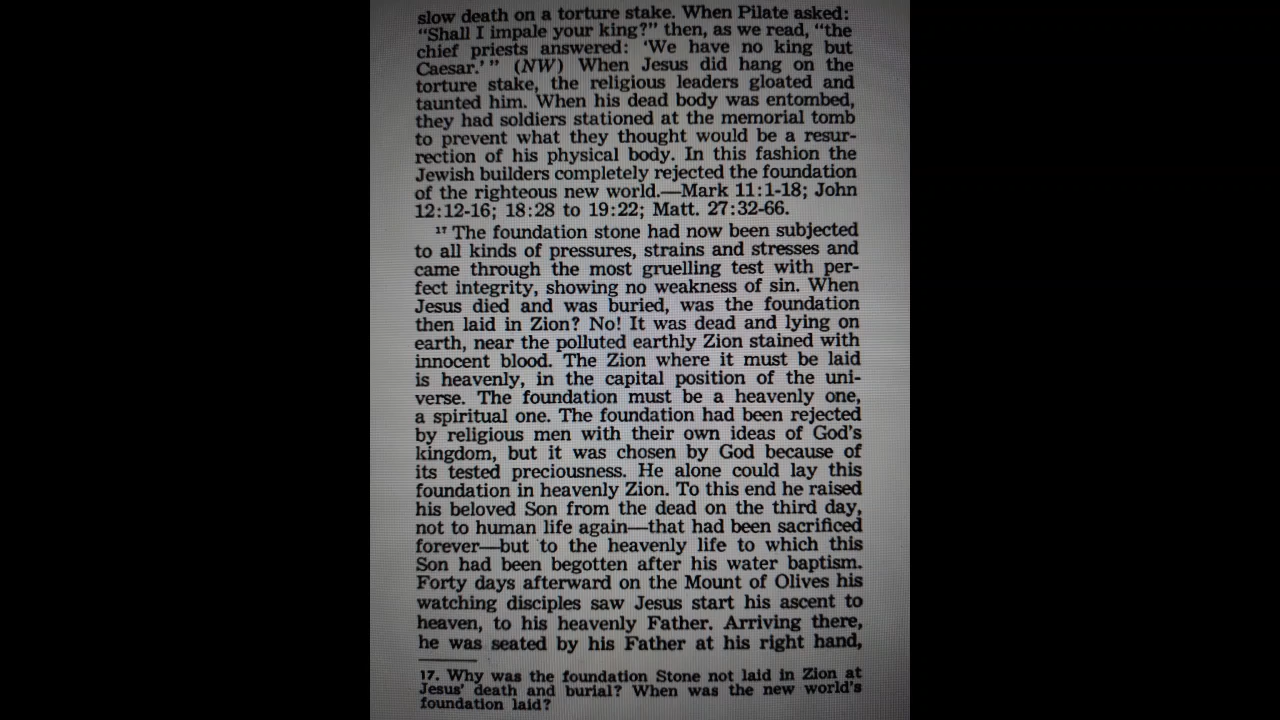 slow death on a torture stake. When Pilate asked:
“Shall I impale your king?” then, as we read, “the
chief priests answered: ‘We have no king but
Caesar.’” (NW) When Jesus did hang on the
torture stake, the religious leaders gloated and
taunted him. When his dead body was entombed,
they had soldiers stationed at the memorial tomb
to prevent what they thought would be a resur-
rection of his physical body. In this fashion the
Jewish builders completely rejected the foundation
of the righteous new world.—Mark 11:1-18; John
12:12-16; 18:28 to 19:22; Matt. 27:32-66.
17 The foundation stone had now been subjected
to all kinds of pressures, strains and stresses and
came through the most gruelling test with per-
fect integrity, showing no weakness of sin. When
Jesus died and was buried, was the foundation
then laid in Zion? No! It was dead and lying on
earth, near the polluted earthly Zion stained with
innocent blood. The Zion where it must be laid
is heavenly, in the capital position of the uni-
verse. The foundation must be a heavenly one,
a spiritual one. The foundation had been rejected
by religious men with their own ideas of God’s
kingdom, but it was chosen by God because of
its tested preciousness. He alone could lay this
foundation in heavenly Zion. To this end he raised
his beloved Son from the dead on the third day,
not to human life again—that had been sacrificed
forever—but to the heavenly life to which this
Son had been begotten after his water baptism.
Forty days afterward on the Mount of Olives his
watching disciples saw Jesus start his ascent to
heaven, to his heavenly Father. Arriving there,
he was seated by his Father at his right hand,
17. Why was the foundation Stone not laid in Zion at
Jesus’ death and burial? When was the new world’s
foundation laid?